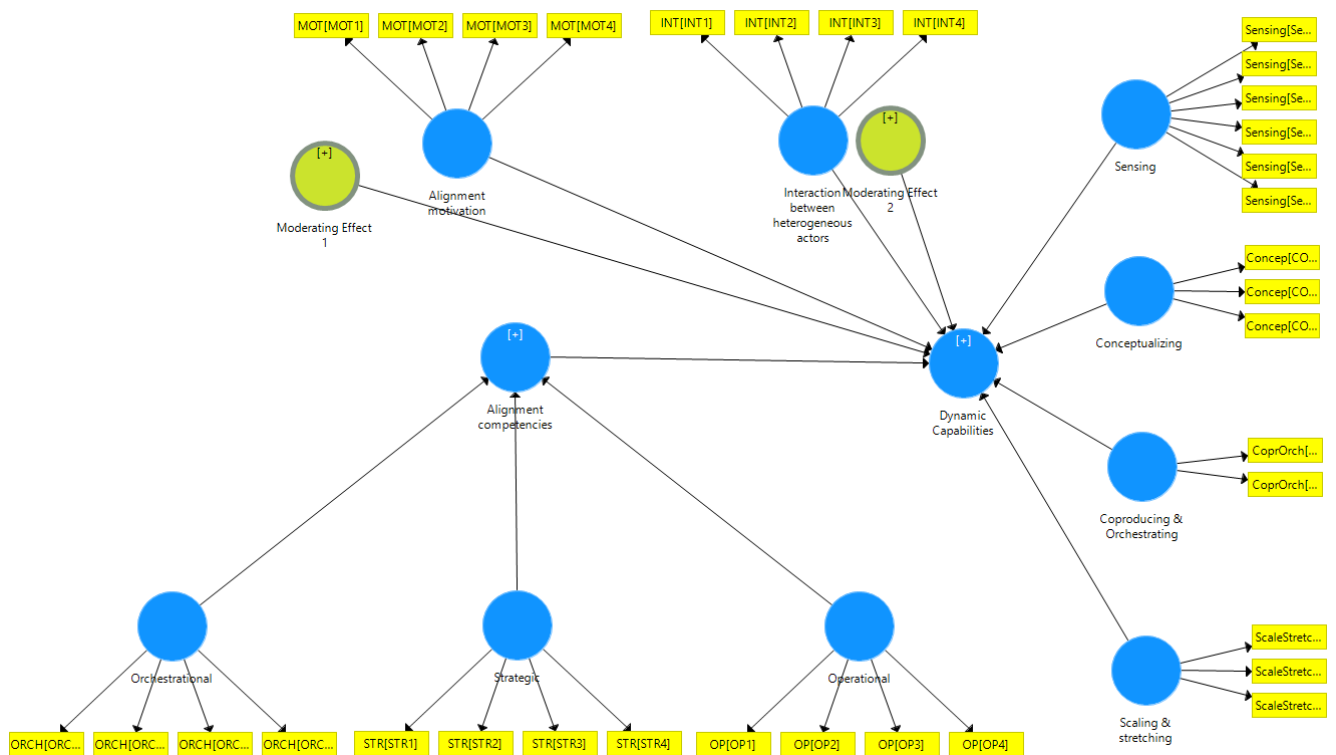 MOT[MOT1]
MOT[MOT2]
MOT[MOT3]
MOT[MOT4]
INT[INT1]
INT[INT2]
INT[INT3]
INT[INT4]
Sensing[Se...
Sensing[Se...
Sensing[Se...
Sensing[Se...
Sensing[Se...
Sensing[Se...
[+]
Moderating Effect
1
Alignment
motivation
Interaction
between
heterogeneous
actors
[+]
Moderating Effect
2
Sensing
Concep[CO...
Concep[CO...
Concep[CO...
Conceptualizing
[+]
Alignment
competencies
[+]
Dynamic
Capabilities
CoprOrch[...
CoprOrch[...
Coproducing &
Orchestrating
Orchestrational
Strategic
Operational
ScaleStretc...
ScaleStretc...
ScaleStretc...
Scaling &
stretching
ORCH[ORC...
ORCH[ORC...
ORCH[ORC...
ORCH[ORC...
STR[STR1]
STR[STR2]
STR[STR3]
STR[STR4]
OP[OP1]
OP[OP2]
OP[OP3]
OP[OP4]